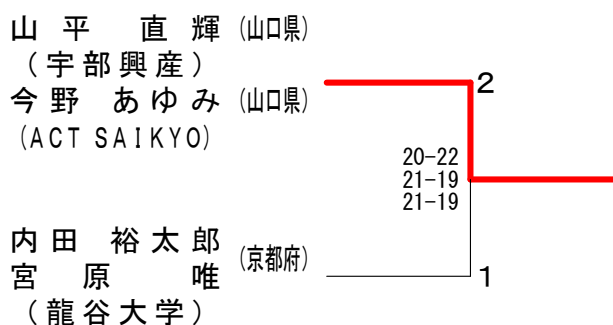 山平 直輝 (山口県)
(宇部興産)
今野 あゆみ (山口県)
(ACT SAIKYO)
2
20-22
21-19
21-19
内田 裕太郎
(京都府)
宮原 唯
(龍谷大学)
1